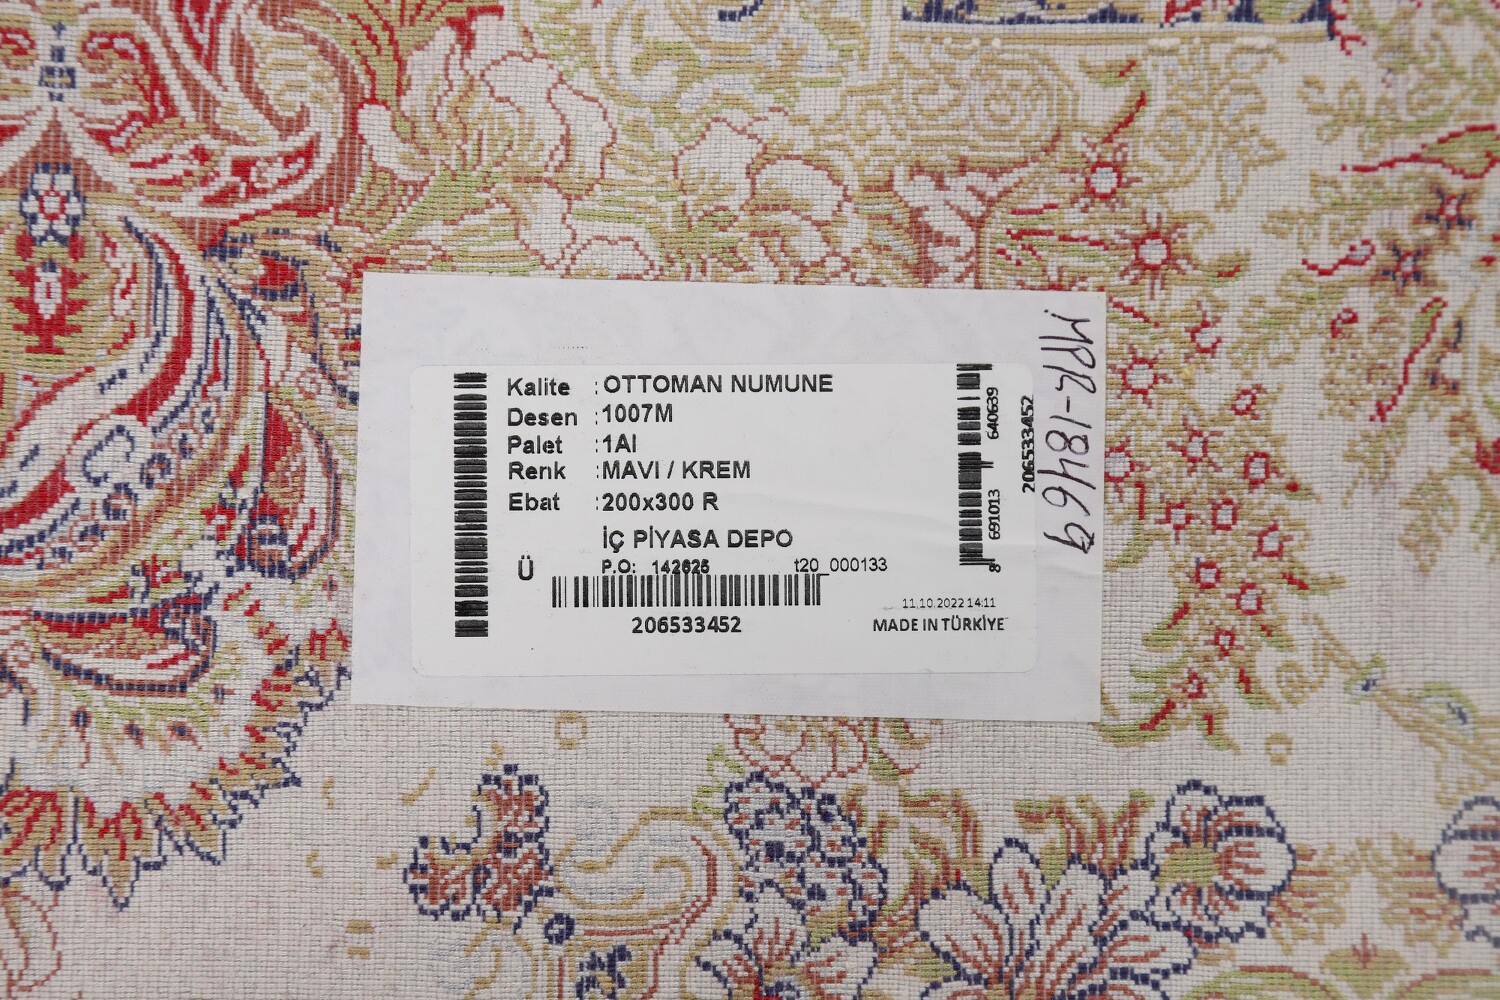 Kalite : OTTOMAN NUMUNE
Desen : 1007M
Palet : 1AI
Renk : MAVI / KREM
Ebat : 200x300 R
İÇ PİYASA DEPO
Ü
P.O: 142625
t20_000133
206533452
11.10.2022 14:11
MADE IN TÜRKİYE
8 691013 640639
206533452
MRR-18469